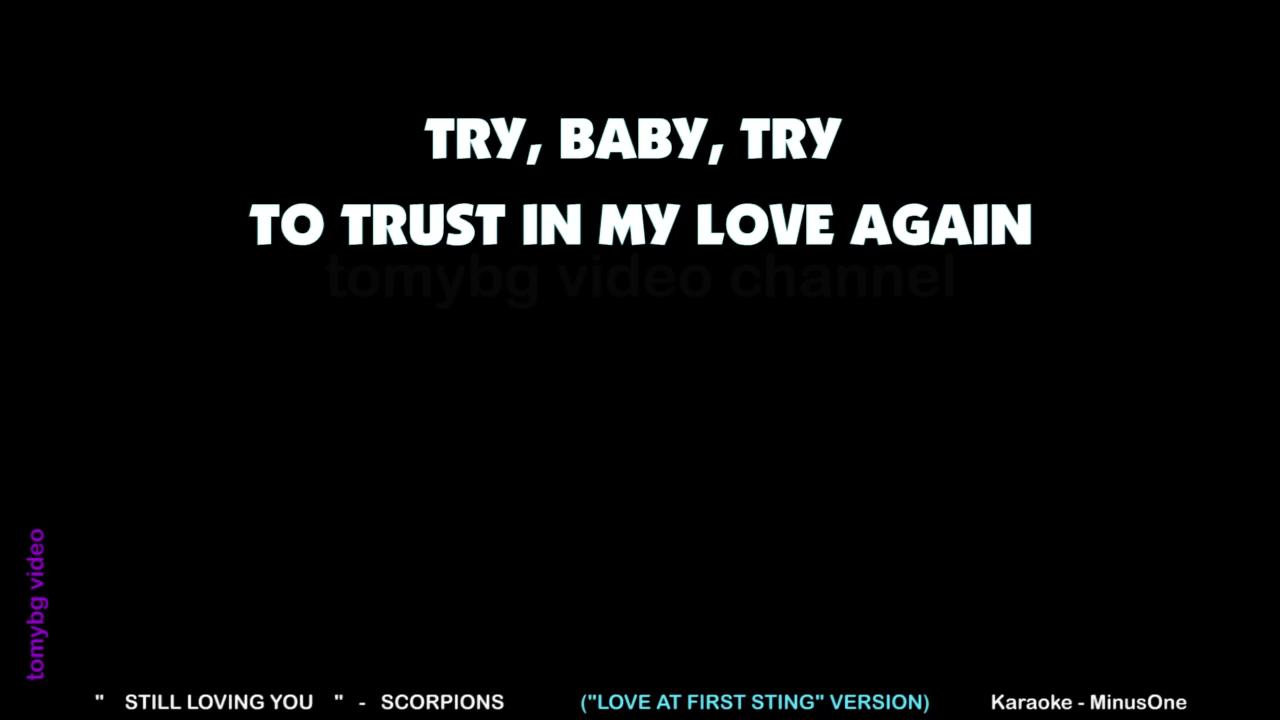 TRY, BABY, TRY
TO TRUST IN MY LOVE AGAIN
tomybg video channel
tomybg video
" STILL LOVING YOU " - SCORPIONS ("LOVE AT FIRST STING" VERSION) Karaoke - MinusOne